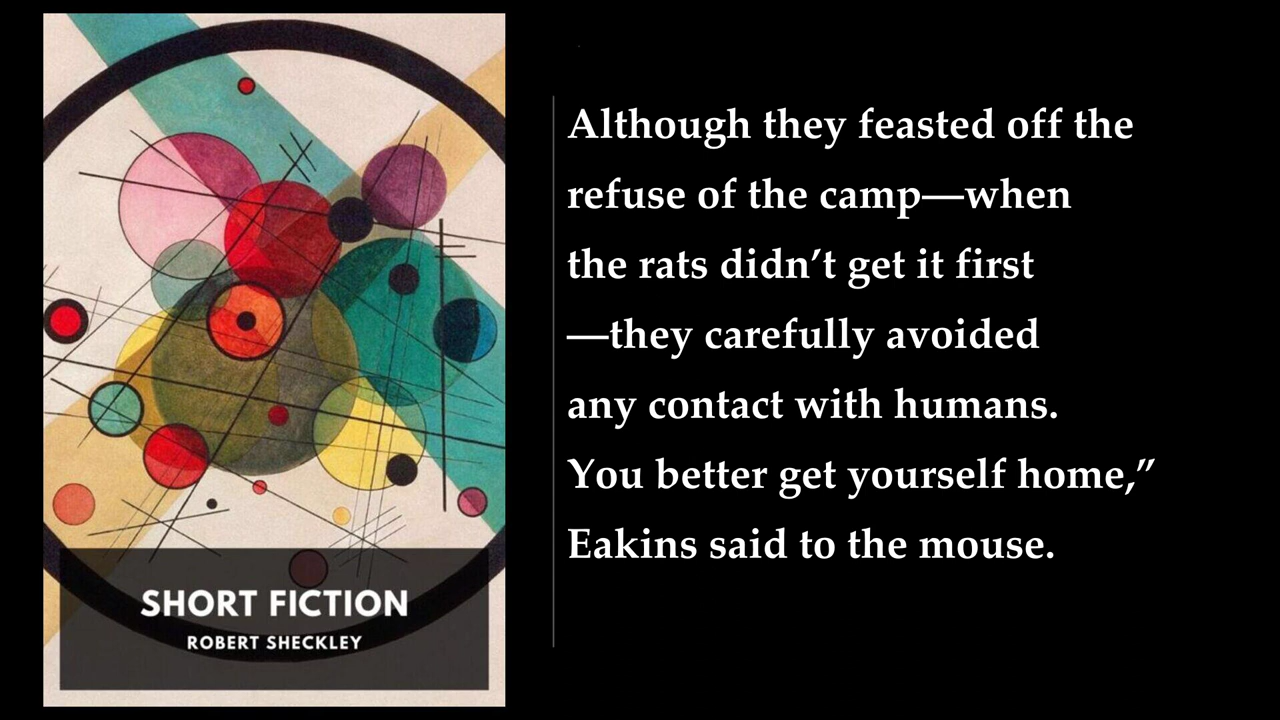 SHORT FICTION
ROBERT SHECKLEY
Although they feasted off the
refuse of the camp—when
the rats didn’t get it first
—they carefully avoided
any contact with humans.
You better get yourself home,”
Eakins said to the mouse.